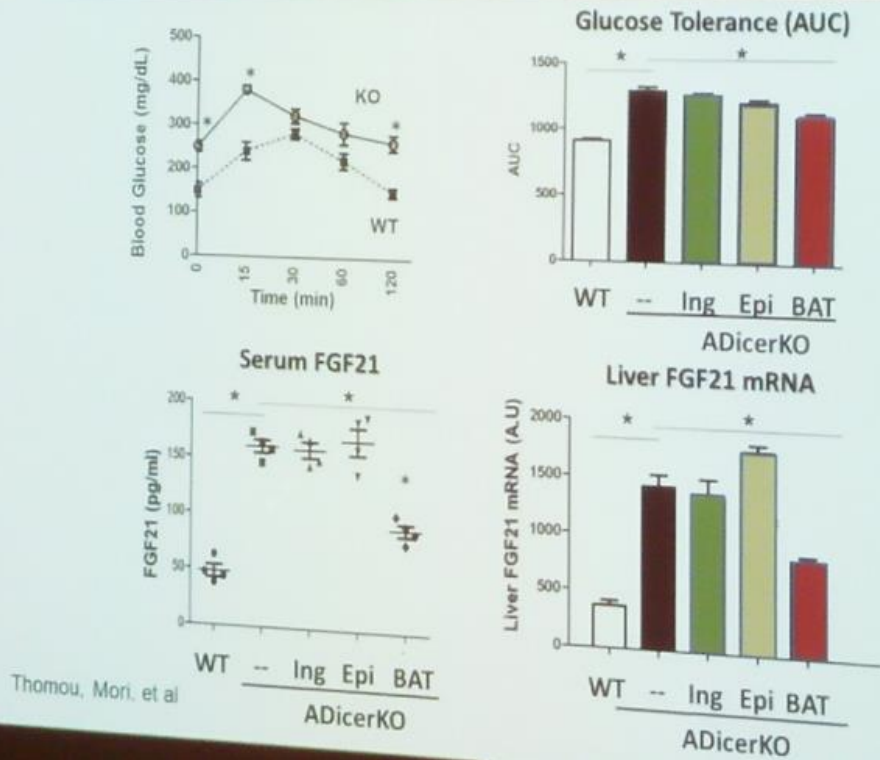 Blood Glucose (mg/dL)
500
400
300
200
100
0
*
*
*
KO
WT
0
15
30
60
120
Time (min)
Glucose Tolerance (AUC)
AUC
1500
1000
500
0
*
*
WT
--
Ing
Epi
BAT
ADicerKO
Serum FGF21
FGF21 (pg/ml)
200
150
100
50
0
*
*
*
WT
--
Ing
Epi
BAT
ADicerKO
Liver FGF21 mRNA
Liver FGF21 mRNA (A.U)
2000
1500
1000
500
0
*
*
WT
--
Ing
Epi
BAT
ADicerKO
Thomou, Mori. et al